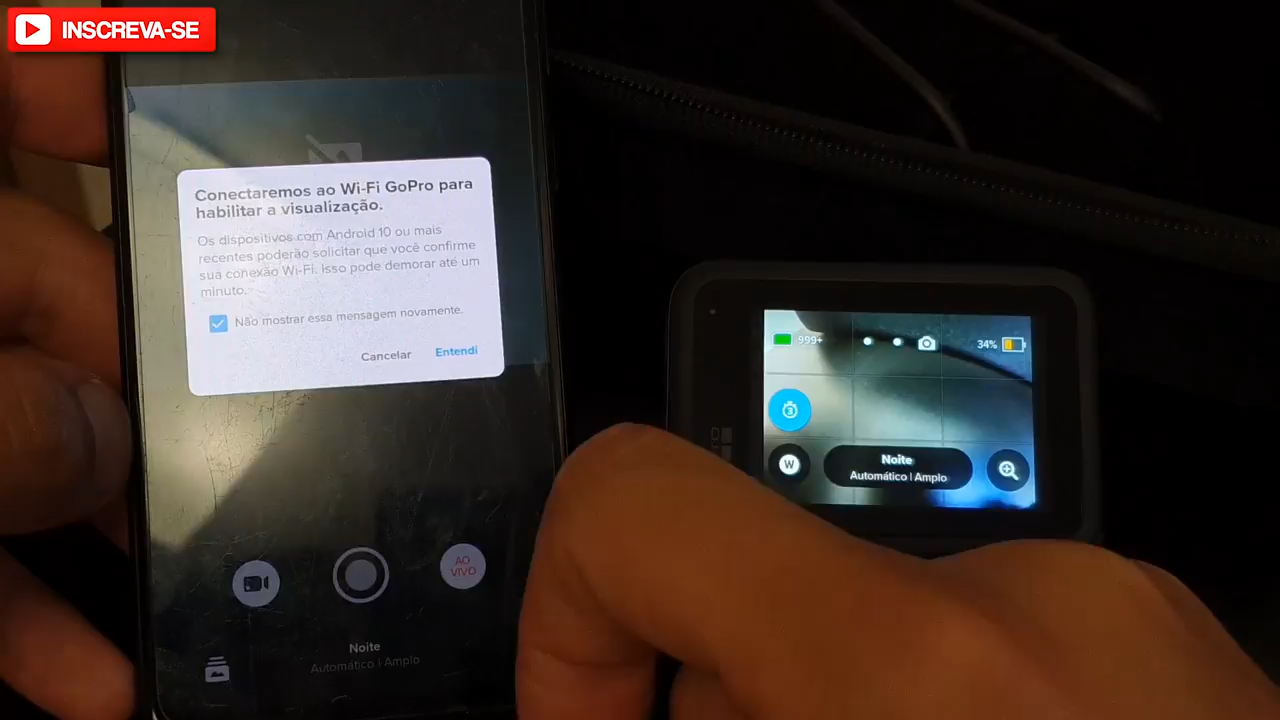 INSCREVA-SE
Conectaremos ao Wi-Fi GoPro para
habilitar a visualização.
Os dispositivos com Android 10 ou mais
recentes poderão solicitar que você confirme
sua conexão Wi-Fi. Isso pode demorar até um
minuto.
Não mostrar essa mensagem novamente.
Cancelar
Entendi
AO
VIVO
Noite
Automático | Amplo
999+
34%
3
W
Noite
Automático | Amplo